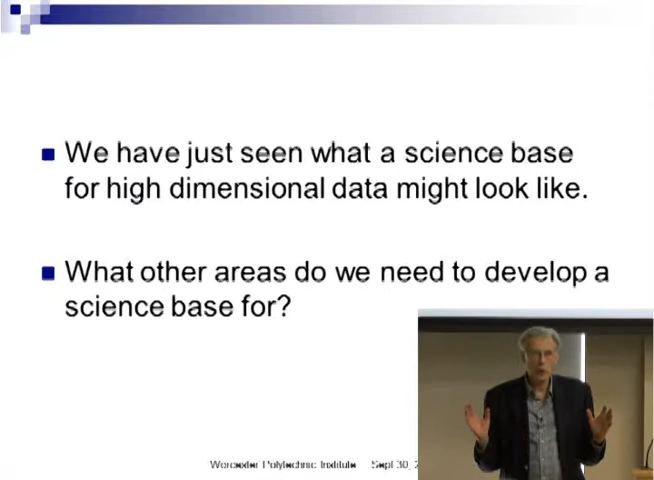 We have just seen what a science base
for high dimensional data might look like.
What other areas do we need to develop a
science base for?
Worcester Polytechnic Institute Sept 30, 2